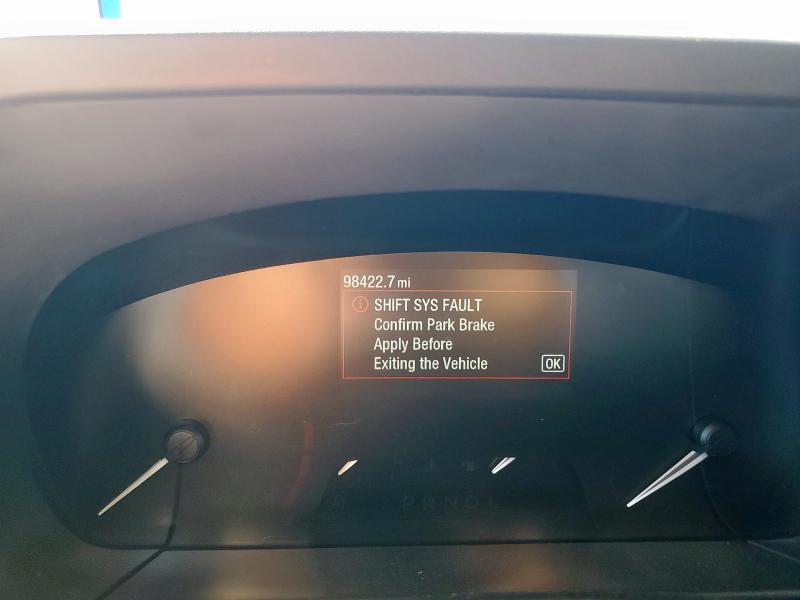 98422.7 mi
SHIFT SYS FAULT
Confirm Park Brake
Apply Before
Exiting the Vehicle
OK
PRNDL